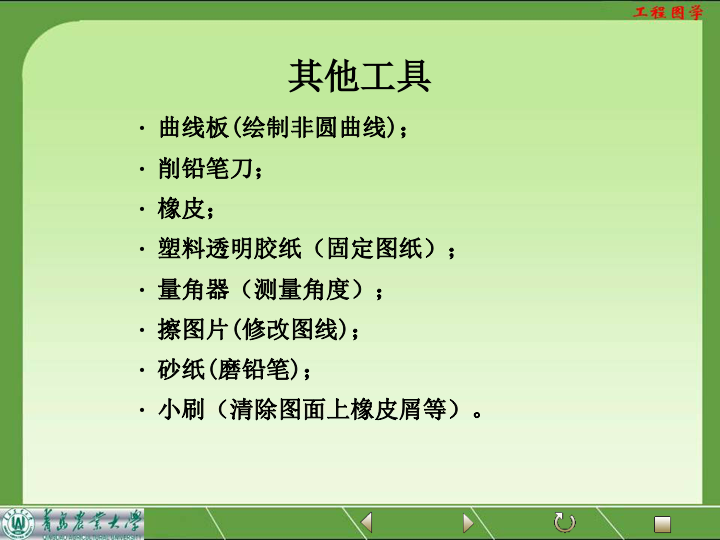 工程图学
其他工具
· 曲线板(绘制非圆曲线)；
· 削铅笔刀；
· 橡皮；
· 塑料透明胶纸（固定图纸）；
· 量角器（测量角度）；
· 擦图片(修改图线)；
· 砂纸(磨铅笔)；
· 小刷（清除图面上橡皮屑等）。
青岛农业大学